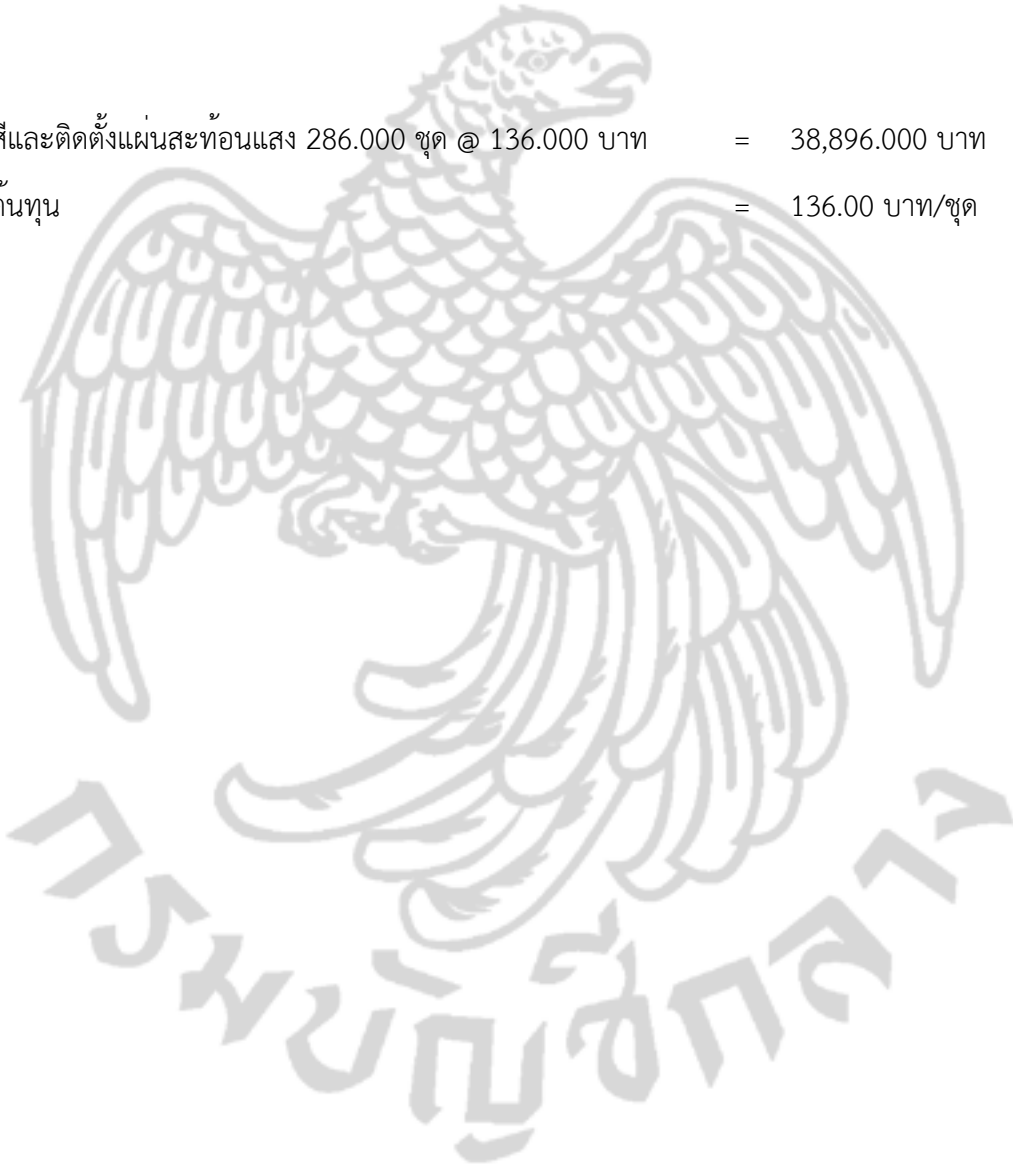 สีและติดตั้งแผ่นสะท้อนแสง 286.000 ชุด @ 136.000 บาท = 38,896.000 บาท
ต้นทุน = 136.00 บาท/ชุด
กรมบัญชีกลาง